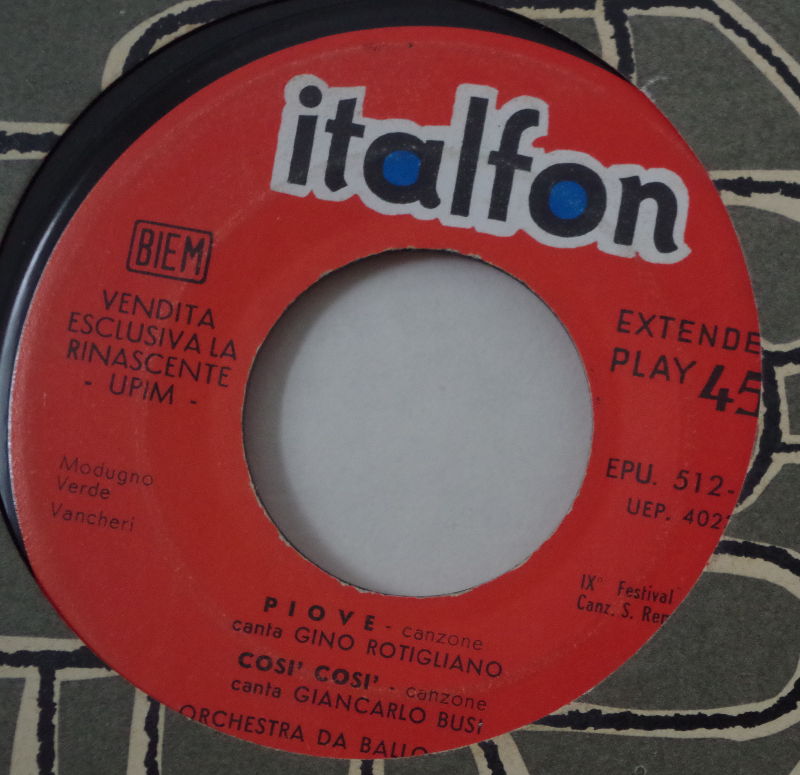 italfon
BIEM
VENDITA
ESCLUSIVA LA
RINASCENTE
- UPIM -
EXTENDE
PLAY 45
Modugno
Verde
Vancheri
EPU. 512-
UEP. 402
IX° Festival
Canz. S. Rer
PIOVE - canzone
canta GINO ROTIGLIANO
COSI' COSI' - canzone
canta GIANCARLO BUSI
ORCHESTRA DA BALLO